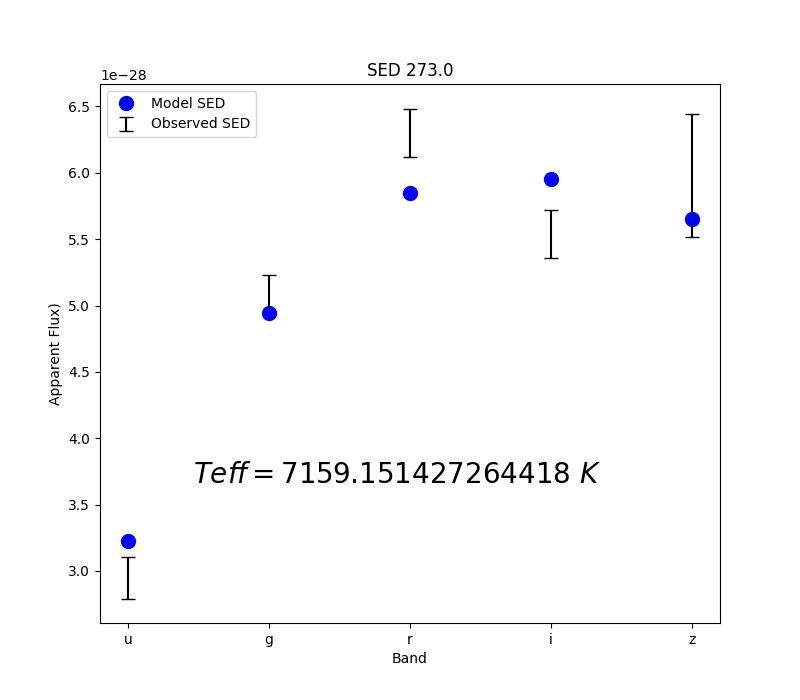 SED 273.0
1e−28
Model SED
Observed SED
6.5
6.0
5.5
5.0
4.5
4.0
3.5
3.0
Apparent Flux)
Teff = 7159.151427264418 K
u g r i z
Band